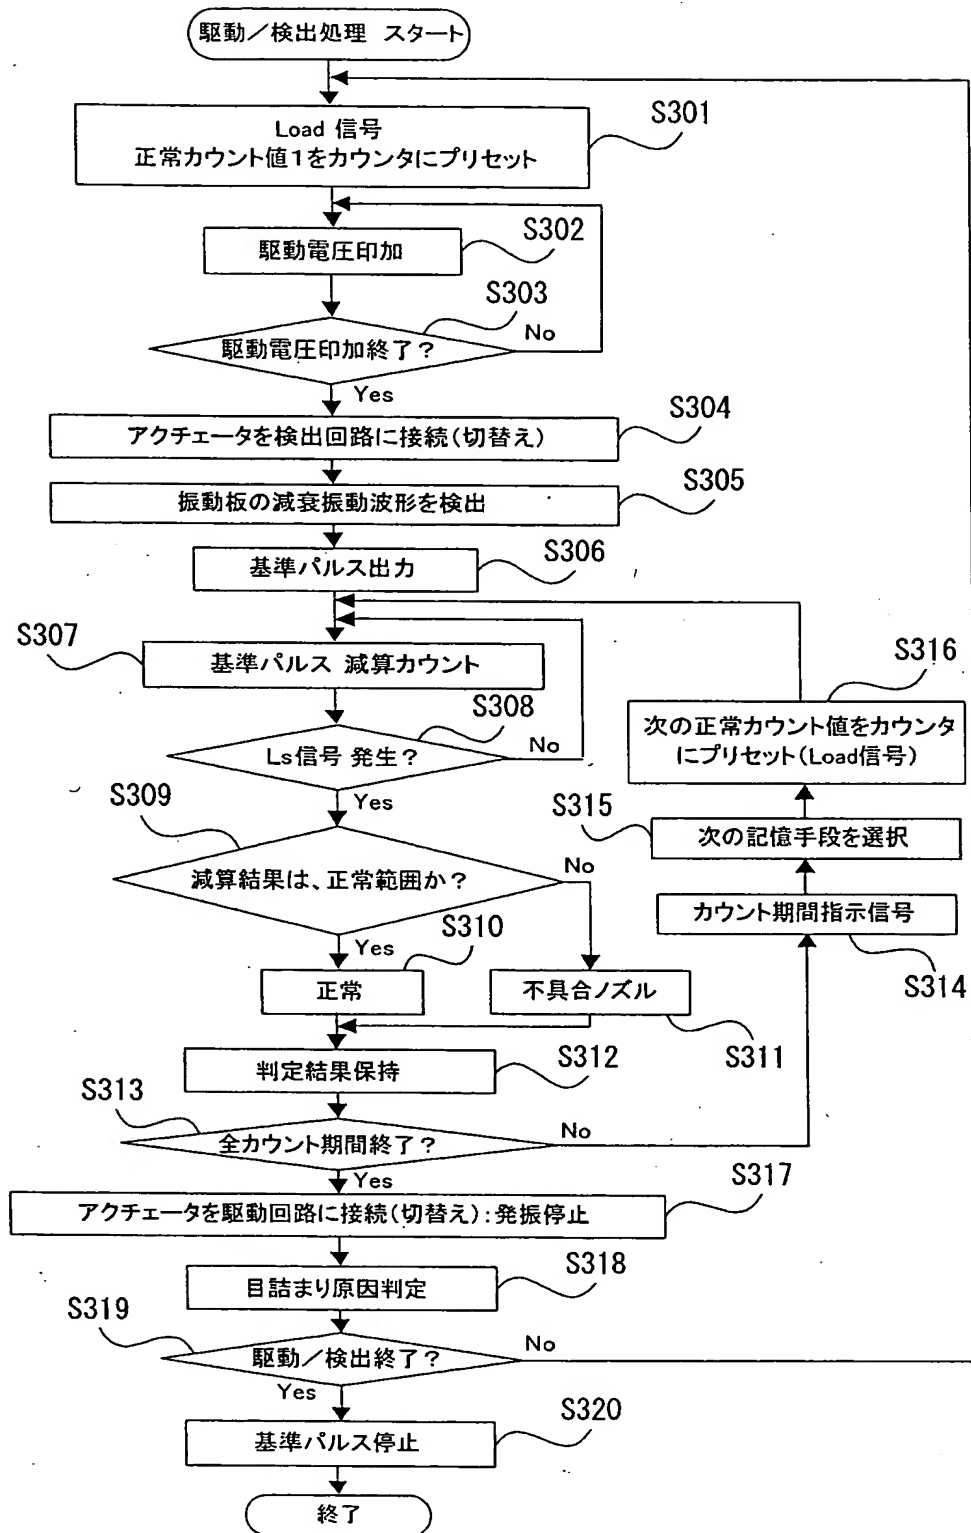 駆動／検出処理 スタート
S301
Load 信号
正常カウント値1をカウンタにプリセット
S302
駆動電圧印加
S303
駆動電圧印加終了？
No
Yes
S304
アクチェータを検出回路に接続(切替え)
S305
振動板の減衰振動波形を検出
S306
基準パルス出力
S307
基準パルス 減算カウント
S308
Ls信号 発生？
No
Yes
S309
減算結果は、正常範囲か？
No
Yes
S310
正常
不具合ノズル
S311
S312
判定結果保持
S313
全カウント期間終了？
No
Yes
S314
カウント期間指示信号
S315
次の記憶手段を選択
S316
次の正常カウント値をカウンタ
にプリセット(Load信号)
S317
アクチェータを駆動回路に接続(切替え)：発振停止
S318
目詰まり原因判定
S319
駆動／検出終了？
No
Yes
S320
基準パルス停止
終了